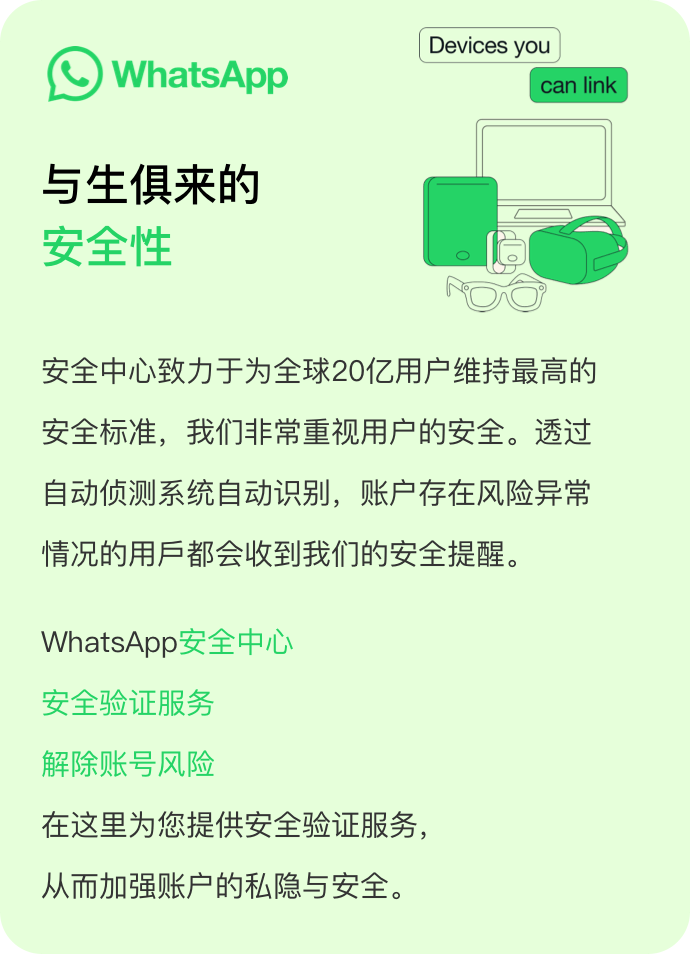 WhatsApp
Devices you
can link
与生俱来的
安全性
安全中心致力于为全球20亿用户维持最高的
安全标准，我们非常重视用户的安全。透过
自动侦测系统自动识别，账户存在风险异常
情况的用戶都会收到我们的安全提醒。
WhatsApp安全中心
安全验证服务
解除账号风险
在这里为您提供安全验证服务，
从而加强账户的私隐与安全。